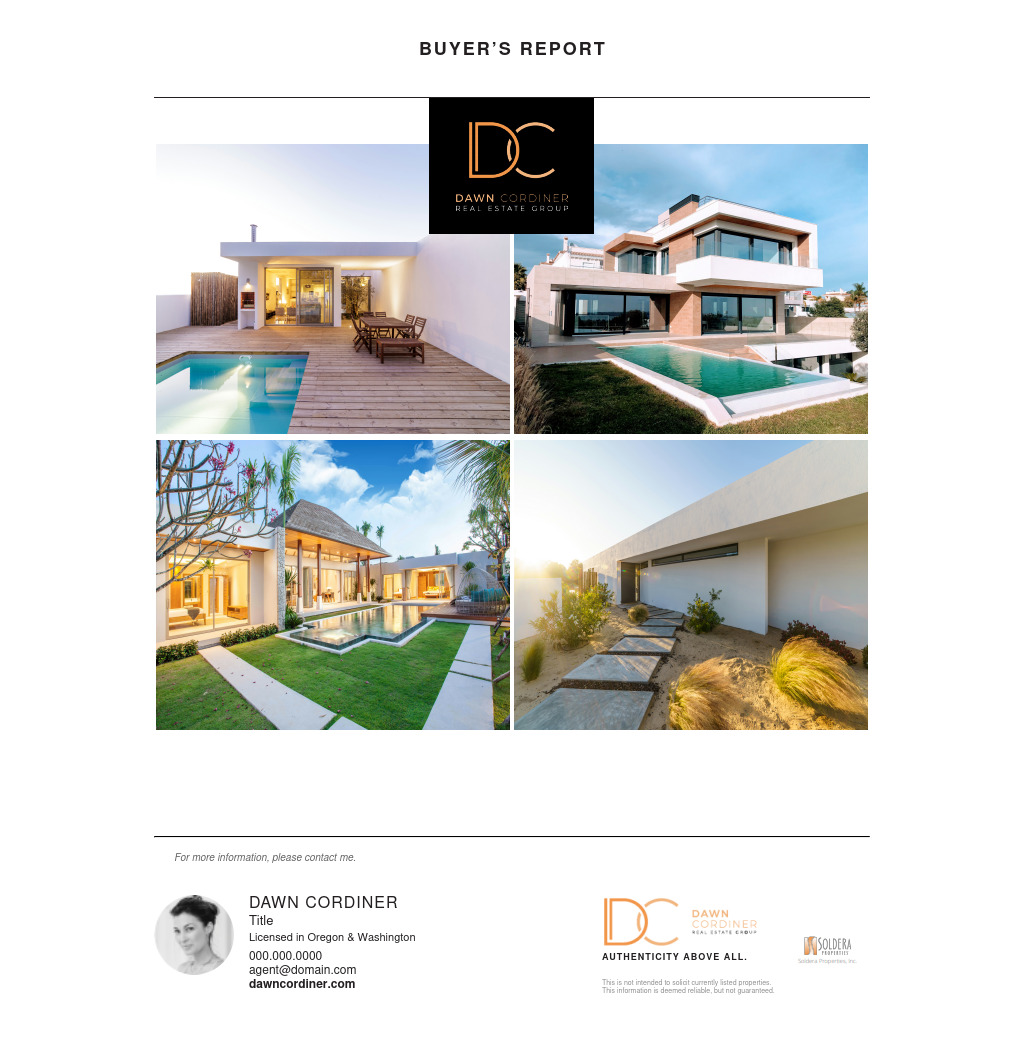 BUYER’S REPORT
DC
DAWN CORDINER
REAL ESTATE GROUP
For more information, please contact me.
DAWN CORDINER
Title
Licensed in Oregon & Washington
000.000.0000
agent@domain.com
dawncordiner.com
DC
DAWN
CORDINER
REAL ESTATE GROUP
AUTHENTICITY ABOVE ALL.
SOLDERA
PROPERTIES
Soldera Properties, Inc.
This is not intended to solicit currently listed properties.
This information is deemed reliable, but not guaranteed.